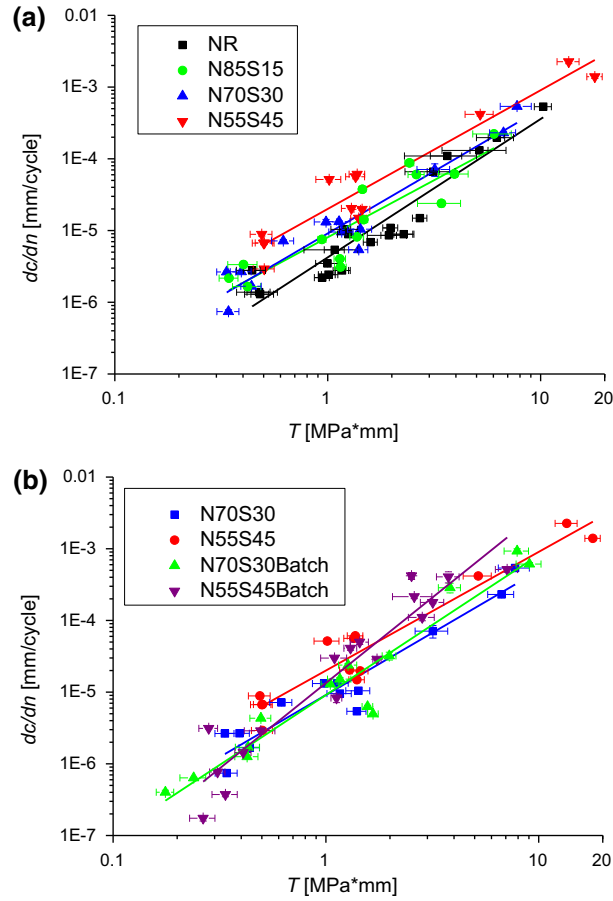 (a)
0.01
1E-3
1E-4
1E-5
1E-6
1E-7
dc/dn [mm/cycle]
NR
N85S15
N70S30
N55S45
0.1 1 10 20
T [MPa*mm]
(b)
0.01
1E-3
1E-4
1E-5
1E-6
1E-7
dc/dn [mm/cycle]
N70S30
N55S45
N70S30Batch
N55S45Batch
0.1 1 10 20
T [MPa*mm]